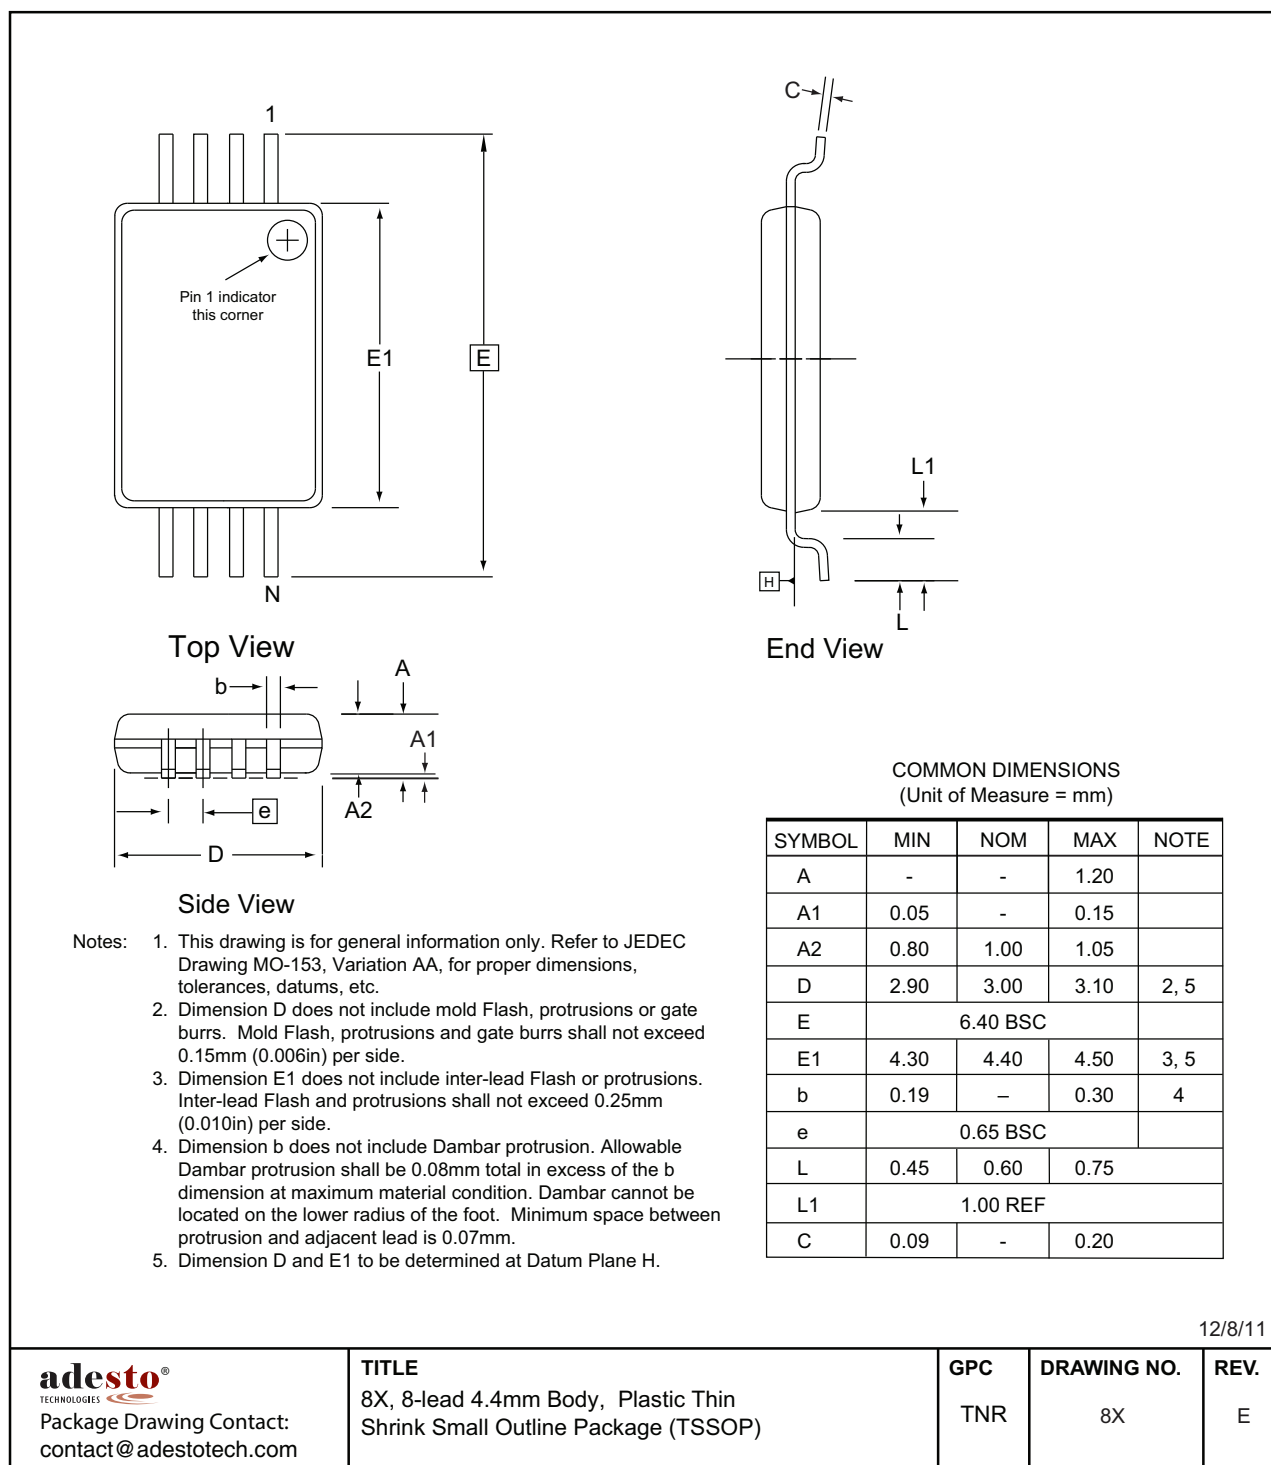 1
Pin 1 indicator
this corner
E1
E
N
Top View
C
L1
H
L
End View
b
A
A1
A2
e
D
Side View
COMMON DIMENSIONS
(Unit of Measure = mm)
SYMBOL MIN NOM MAX NOTE
A - - 1.20
A1 0.05 - 0.15
A2 0.80 1.00 1.05
D 2.90 3.00 3.10 2, 5
E 6.40 BSC
E1 4.30 4.40 4.50 3, 5
b 0.19 – 0.30 4
e 0.65 BSC
L 0.45 0.60 0.75
L1 1.00 REF
C 0.09 - 0.20
Notes: 1. This drawing is for general information only. Refer to JEDEC
Drawing MO-153, Variation AA, for proper dimensions,
tolerances, datums, etc.
2. Dimension D does not include mold Flash, protrusions or gate
burrs. Mold Flash, protrusions and gate burrs shall not exceed
0.15mm (0.006in) per side.
3. Dimension E1 does not include inter-lead Flash or protrusions.
Inter-lead Flash and protrusions shall not exceed 0.25mm
(0.010in) per side.
4. Dimension b does not include Dambar protrusion. Allowable
Dambar protrusion shall be 0.08mm total in excess of the b
dimension at maximum material condition. Dambar cannot be
located on the lower radius of the foot. Minimum space between
protrusion and adjacent lead is 0.07mm.
5. Dimension D and E1 to be determined at Datum Plane H.
12/8/11
adesto®
TECHNOLOGIES
Package Drawing Contact:
contact@adestotech.com
TITLE
8X, 8-lead 4.4mm Body, Plastic Thin
Shrink Small Outline Package (TSSOP)
GPC
TNR
DRAWING NO.
8X
REV.
E